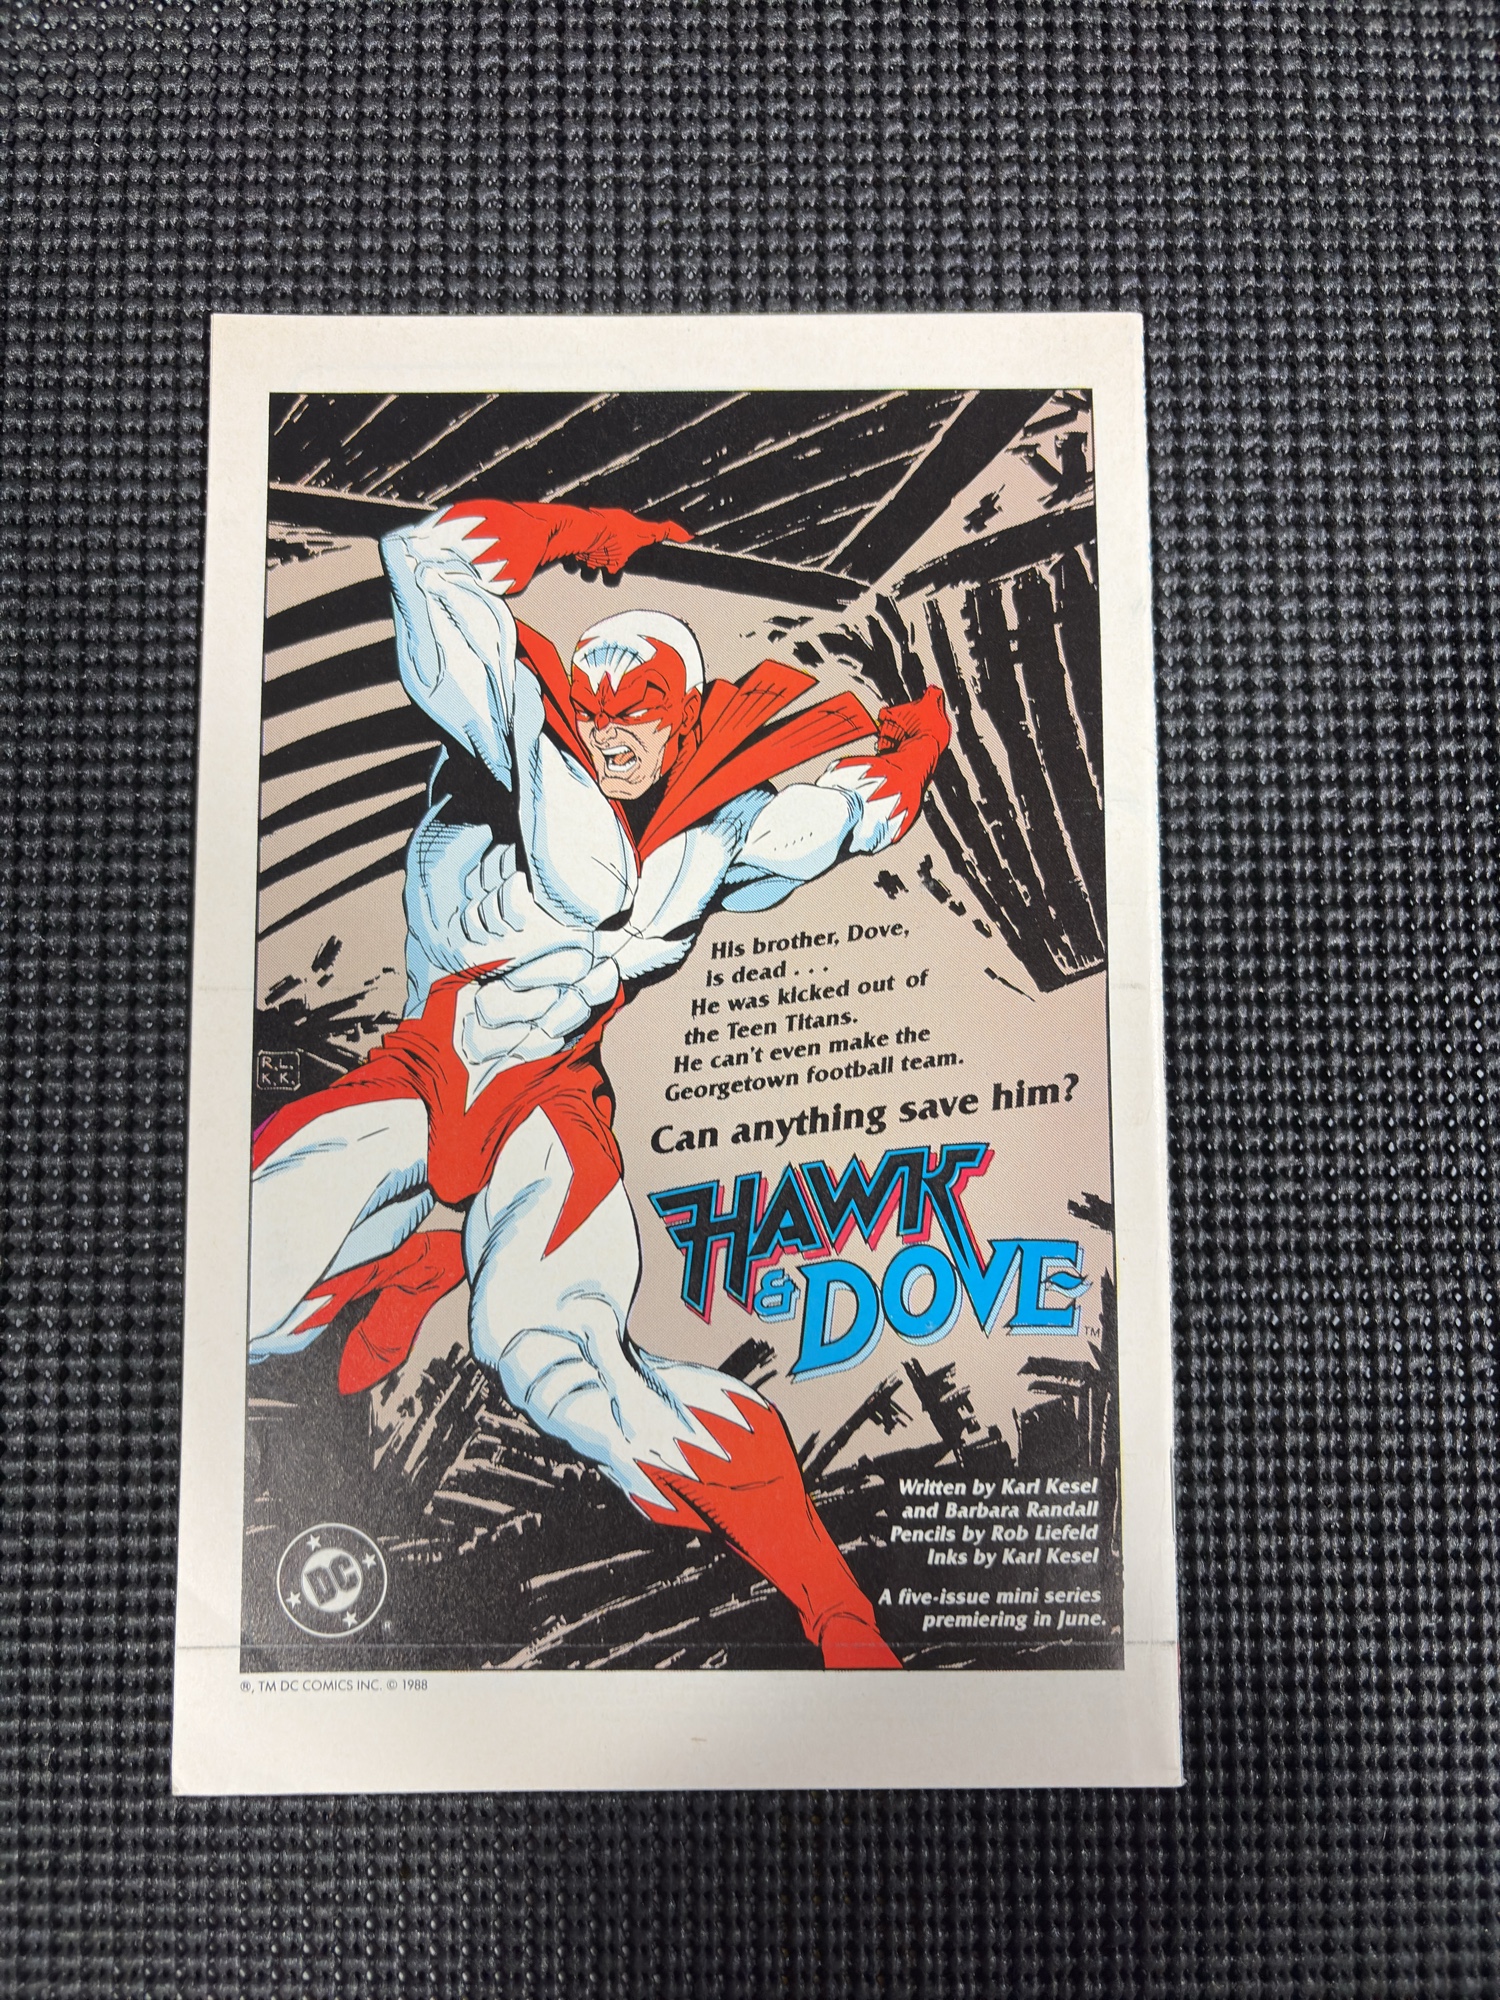 His brother, Dove,
is dead . . .
He was kicked out of
the Teen Titans.
He can't even make the
Georgetown football team.
Can anything save him?
HAWK
& DOVE
TM
R.L.
K.K.
Written by Karl Kesel
and Barbara Randall
Pencils by Rob Liefeld
Inks by Karl Kesel
A five-issue mini series
premiering in June.
DC
®
®, TM DC COMICS INC. © 1988